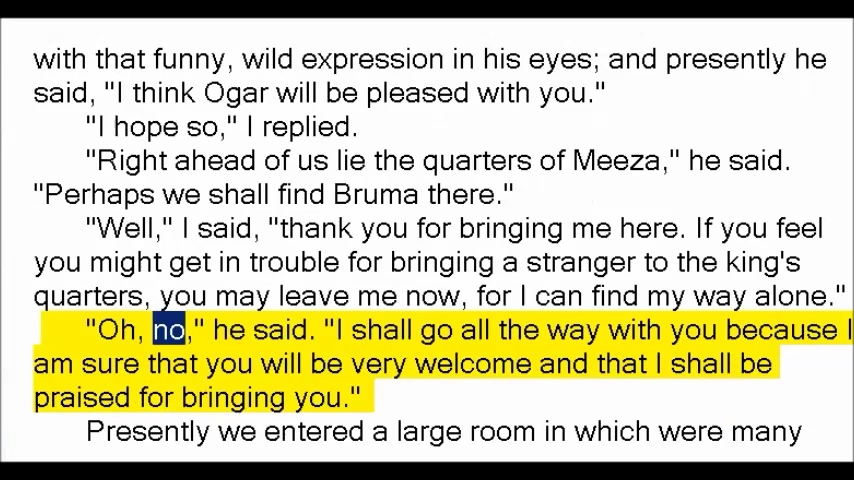 with that funny, wild expression in his eyes; and presently he
said, "I think Ogar will be pleased with you."
"I hope so," I replied.
"Right ahead of us lie the quarters of Meeza," he said.
"Perhaps we shall find Bruma there."
"Well," I said, "thank you for bringing me here. If you feel
you might get in trouble for bringing a stranger to the king's
quarters, you may leave me now, for I can find my way alone."
"Oh, no," he said. "I shall go all the way with you because I
am sure that you will be very welcome and that I shall be
praised for bringing you."
Presently we entered a large room in which were many